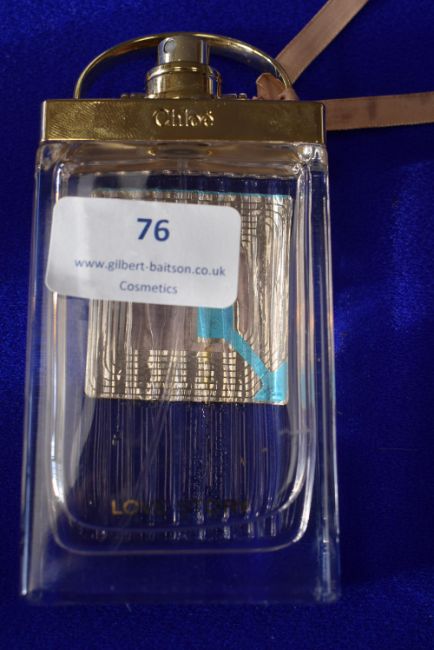 Chloé
76
www.gilbert-baitson.co.uk
Cosmetics
LOVE STORY